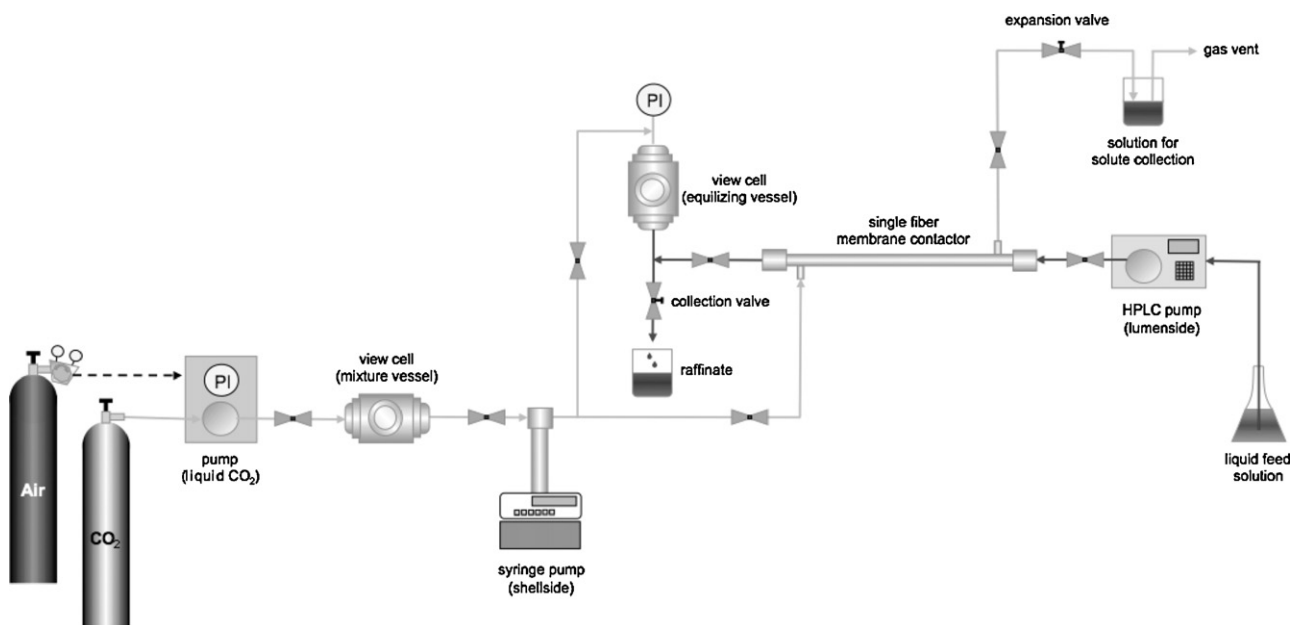 expansion valve
gas vent
solution for
solute collection
PI
view cell
(equilizing vessel)
single fiber
membrane contactor
collection valve
HPLC pump
(lumenside)
raffinate
liquid feed
solution
view cell
(mixture vessel)
PI
pump
(liquid CO₂)
Air
CO₂
syringe pump
(shellside)